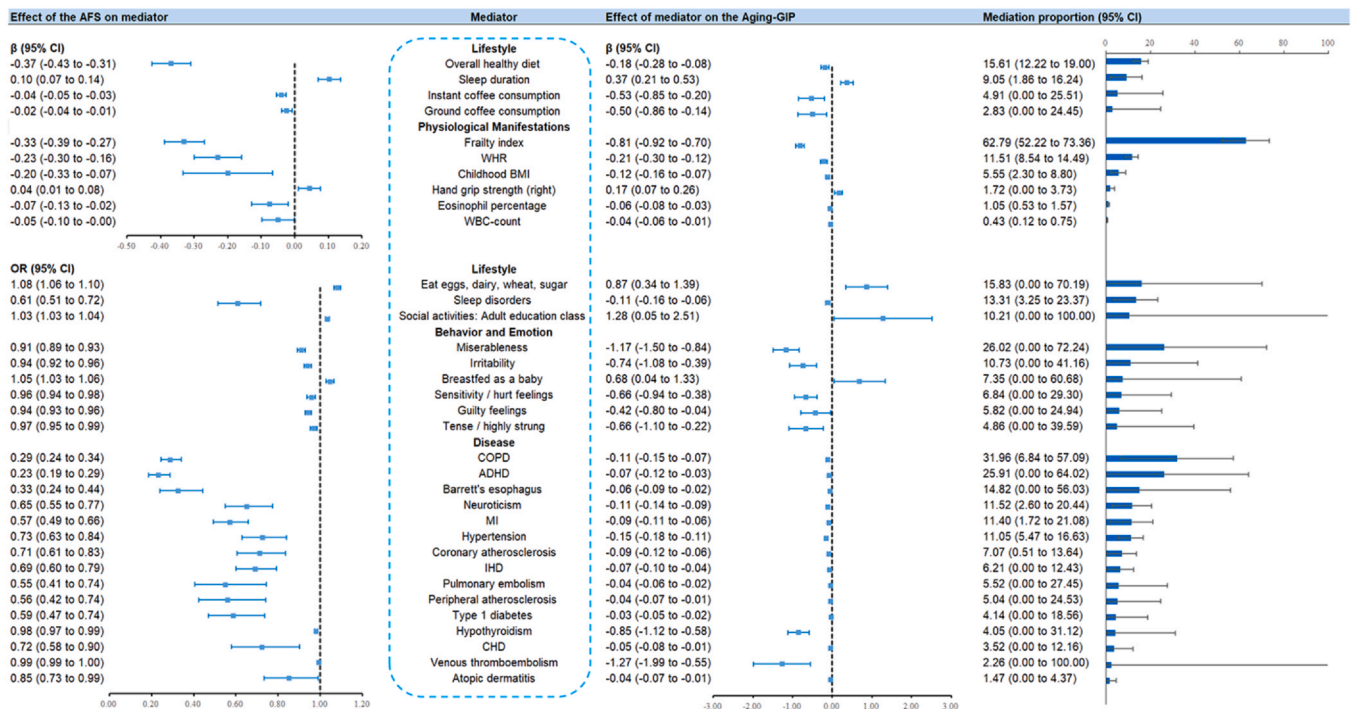 Effect of the AFS on mediator Mediator Effect of mediator on the Aging-GIP Mediation proportion (95% CI)
0 20 40 60 80 100
β (95% CI) Lifestyle β (95% CI)
-0.37 (-0.43 to -0.31) Overall healthy diet -0.18 (-0.28 to -0.08) 15.61 (12.22 to 19.00)
0.10 (0.07 to 0.14) Sleep duration 0.37 (0.21 to 0.53) 9.05 (1.86 to 16.24)
-0.04 (-0.05 to -0.03) Instant coffee consumption -0.53 (-0.85 to -0.20) 4.91 (0.00 to 25.51)
-0.02 (-0.04 to -0.01) Ground coffee consumption -0.50 (-0.86 to -0.14) 2.83 (0.00 to 24.45)
Physiological Manifestations
-0.33 (-0.39 to -0.27) Frailty index -0.81 (-0.92 to -0.70) 62.79 (52.22 to 73.36)
-0.23 (-0.30 to -0.16) WHR -0.21 (-0.30 to -0.12) 11.51 (8.54 to 14.49)
-0.20 (-0.55 to -0.07) Childhood BMI -0.12 (-0.16 to -0.07) 5.55 (2.30 to 8.80)
0.04 (0.01 to 0.08) Hand grip strength (right) 0.17 (0.07 to 0.26) 1.72 (0.00 to 3.73)
-0.07 (-0.13 to -0.02) Eosinophil percentage -0.06 (-0.08 to -0.03) 1.05 (0.53 to 1.57)
-0.05 (-0.10 to -0.00) WBC-count -0.04 (-0.06 to -0.01) 0.43 (0.12 to 0.75)
-0.50 -0.40 -0.30 -0.20 -0.10 0.00 0.10 0.20
OR (95% CI) Lifestyle
1.08 (1.06 to 1.10) Eat eggs, dairy, wheat, sugar 0.87 (0.34 to 1.39) 15.83 (0.00 to 70.19)
0.61 (0.51 to 0.72) Sleep disorders -0.11 (-0.16 to -0.06) 13.31 (3.25 to 23.37)
1.03 (1.03 to 1.04) Social activities: Adult education class 1.28 (0.05 to 2.51) 10.21 (0.00 to 100.00)
Behavior and Emotion
0.91 (0.89 to 0.93) Miserableness -1.17 (-1.50 to -0.84) 26.02 (0.00 to 72.24)
0.94 (0.92 to 0.96) Irritability -0.74 (-1.08 to -0.39) 10.73 (0.00 to 41.16)
1.05 (1.03 to 1.06) Breastfed as a baby 0.68 (0.04 to 1.33) 7.35 (0.00 to 60.68)
0.96 (0.94 to 0.98) Sensitivity / hurt feelings -0.66 (-0.94 to -0.38) 6.84 (0.00 to 29.30)
0.94 (0.93 to 0.96) Guilty feelings -0.42 (-0.80 to -0.04) 5.82 (0.00 to 24.94)
0.97 (0.95 to 0.99) Tense / highly strung -0.66 (-1.10 to -0.22) 4.86 (0.00 to 39.59)
Disease
0.29 (0.24 to 0.34) COPD -0.11 (-0.15 to -0.07) 31.96 (6.84 to 57.09)
0.23 (0.19 to 0.29) ADHD -0.07 (-0.12 to -0.03) 25.91 (0.00 to 64.02)
0.33 (0.24 to 0.44) Barrett's esophagus -0.06 (-0.09 to -0.02) 14.82 (0.00 to 56.03)
0.65 (0.55 to 0.77) Neuroticism -0.11 (-0.14 to -0.09) 11.52 (2.60 to 20.44)
0.57 (0.49 to 0.66) MI -0.09 (-0.11 to -0.06) 11.40 (1.72 to 21.08)
0.73 (0.63 to 0.84) Hypertension -0.15 (-0.18 to -0.11) 11.05 (5.47 to 16.63)
0.71 (0.61 to 0.83) Coronary atherosclerosis -0.09 (-0.12 to -0.06) 7.07 (0.51 to 13.64)
0.69 (0.60 to 0.79) IHD -0.07 (-0.10 to -0.04) 6.21 (0.00 to 12.43)
0.55 (0.41 to 0.74) Pulmonary embolism -0.04 (-0.06 to -0.02) 5.52 (0.00 to 27.45)
0.56 (0.42 to 0.74) Peripheral atherosclerosis -0.04 (-0.07 to -0.01) 5.04 (0.00 to 24.53)
0.59 (0.47 to 0.74) Type 1 diabetes -0.03 (-0.05 to -0.02) 4.14 (0.00 to 18.56)
0.98 (0.97 to 0.99) Hypothyroidism -0.85 (-1.12 to -0.58) 4.05 (0.00 to 31.12)
0.72 (0.58 to 0.90) CHD -0.05 (-0.08 to -0.01) 3.52 (0.00 to 12.16)
0.99 (0.99 to 1.00) Venous thromboembolism -1.27 (-1.99 to -0.55) 2.26 (0.00 to 100.00)
0.85 (0.73 to 0.99) Atopic dermatitis -0.04 (-0.07 to -0.01) 1.47 (0.00 to 4.37)
0.00 0.20 0.40 0.60 0.80 1.00 1.20 -3.00 -2.00 -1.00 0.00 1.00 2.00 3.00